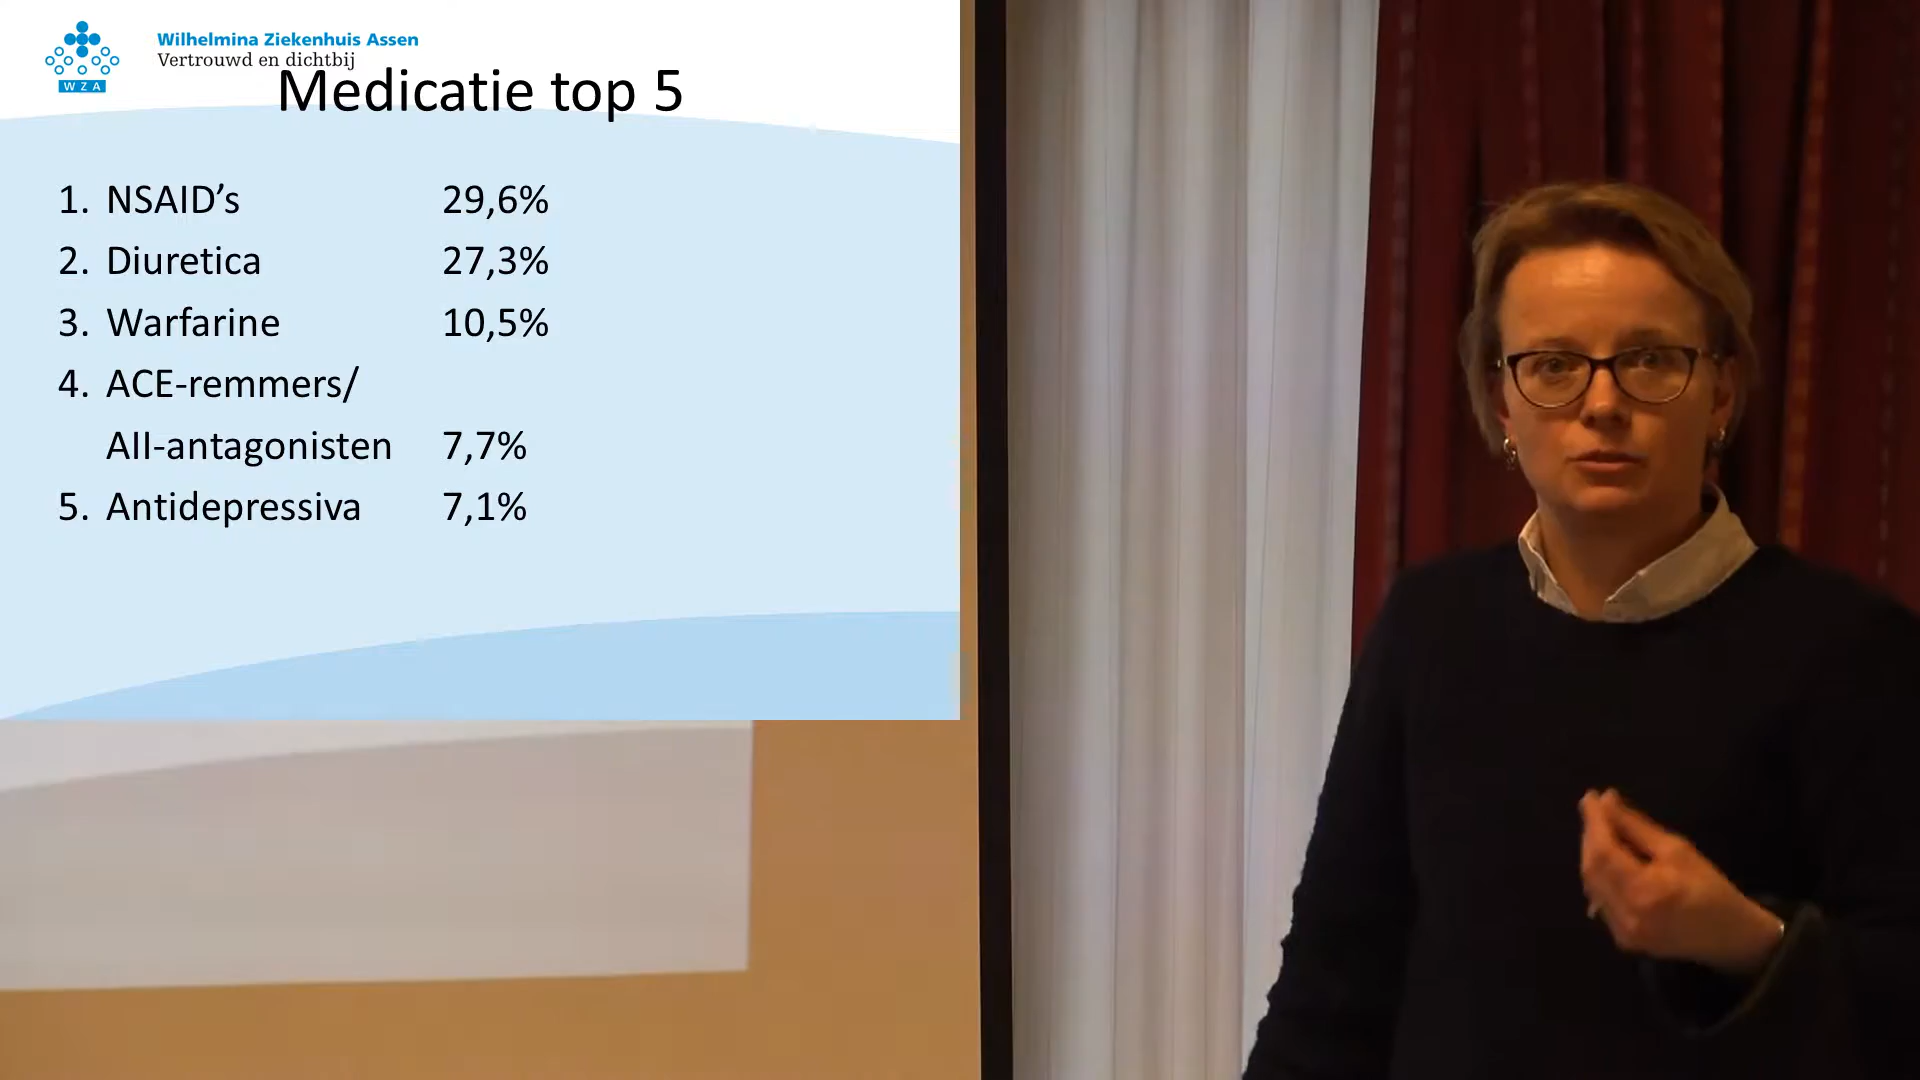 Wilhelmina Ziekenhuis Assen
Vertrouwd en dichtbij
WZA
Medicatie top 5
1. NSAID’s 29,6%
2. Diuretica 27,3%
3. Warfarine 10,5%
4. ACE-remmers/
AII-antagonisten 7,7%
5. Antidepressiva 7,1%